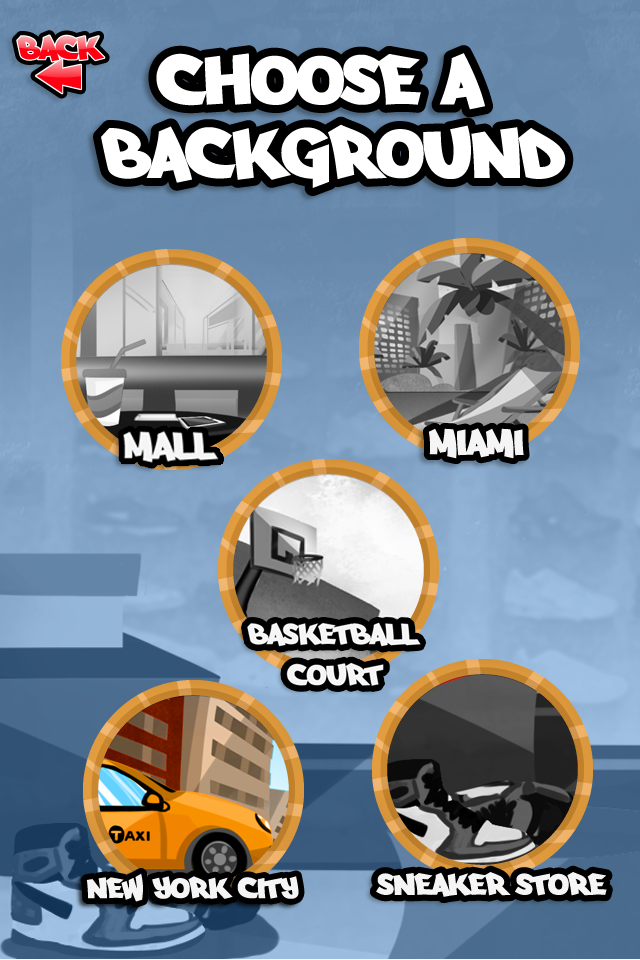 BACK
CHOOSE A
BACKGROUND
MALL
MIAMI
BASKETBALL
COURT
TAXI
NEW YORK CITY
SNEAKER STORE